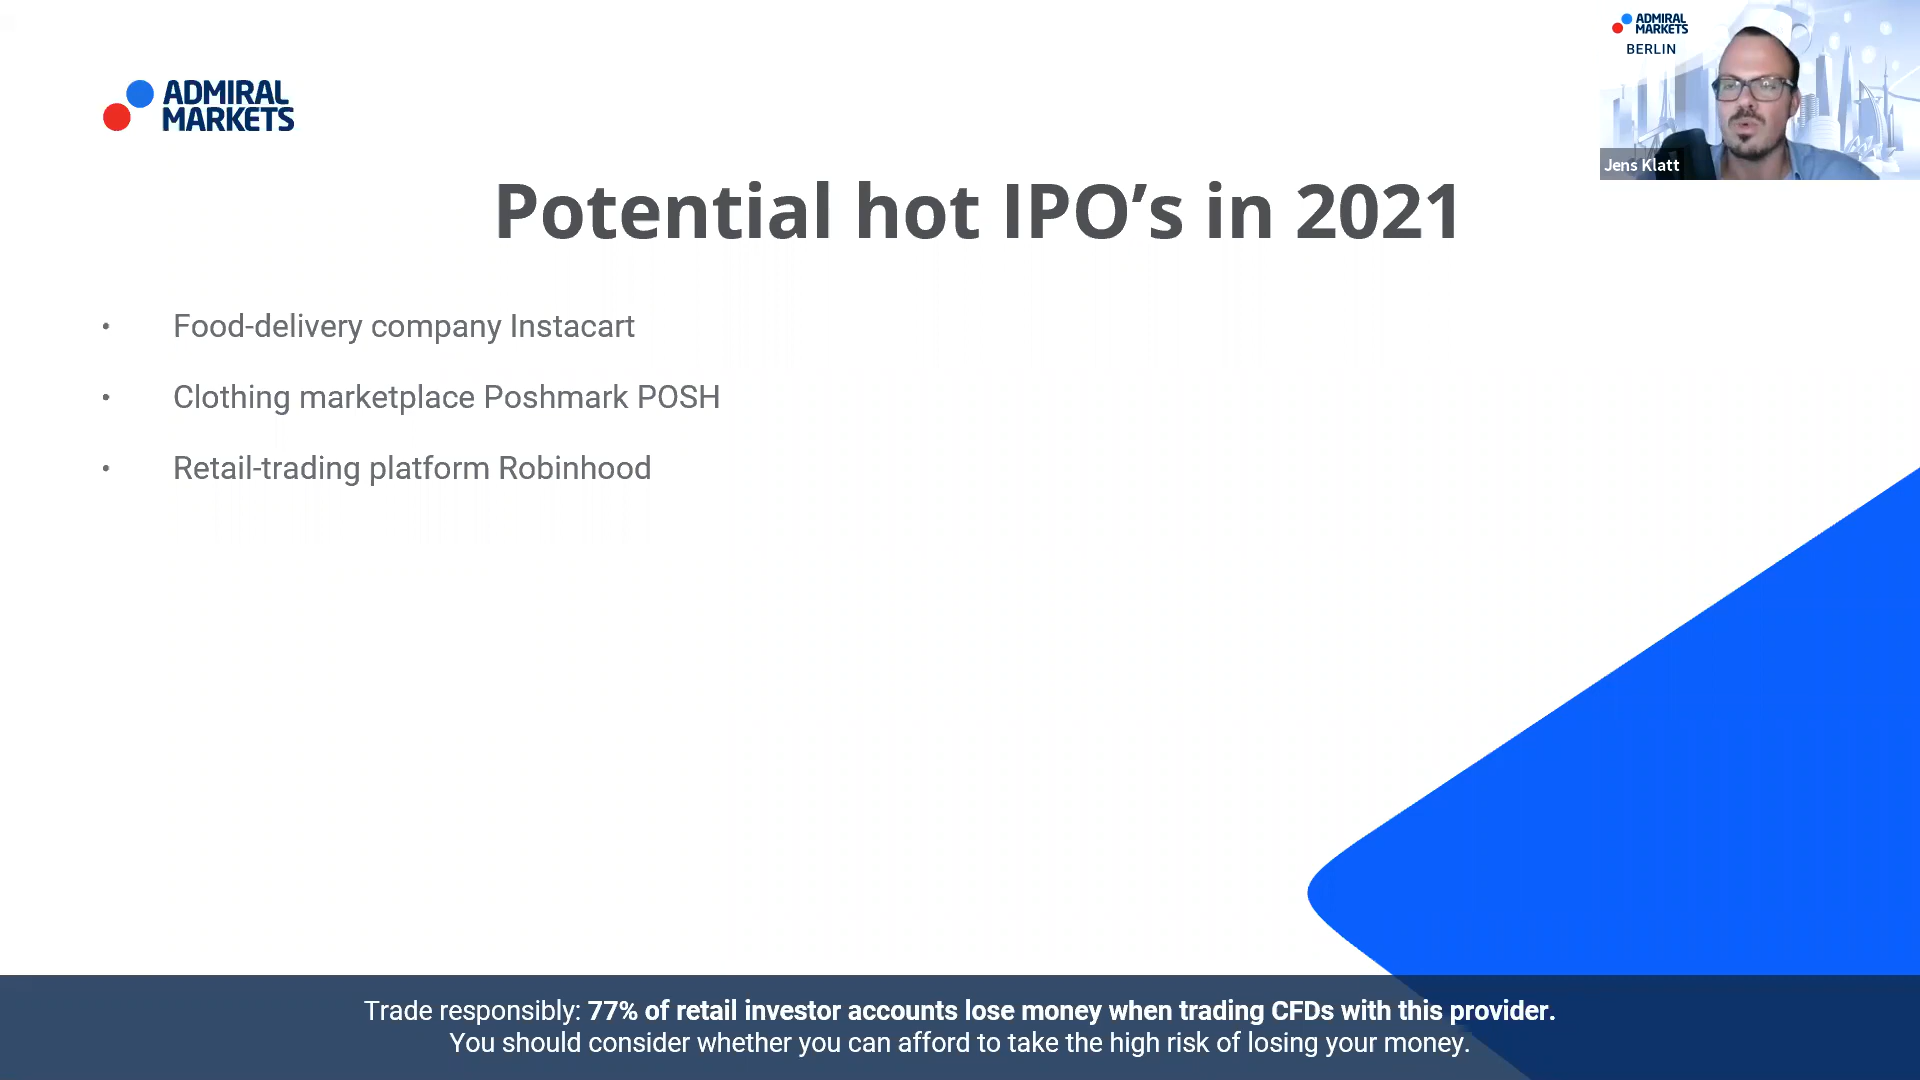 ADMIRAL
MARKETS
BERLIN
Jens Klatt
ADMIRAL
MARKETS
Potential hot IPO’s in 2021
• Food-delivery company Instacart
• Clothing marketplace Poshmark POSH
• Retail-trading platform Robinhood
Trade responsibly: 77% of retail investor accounts lose money when trading CFDs with this provider.
You should consider whether you can afford to take the high risk of losing your money.